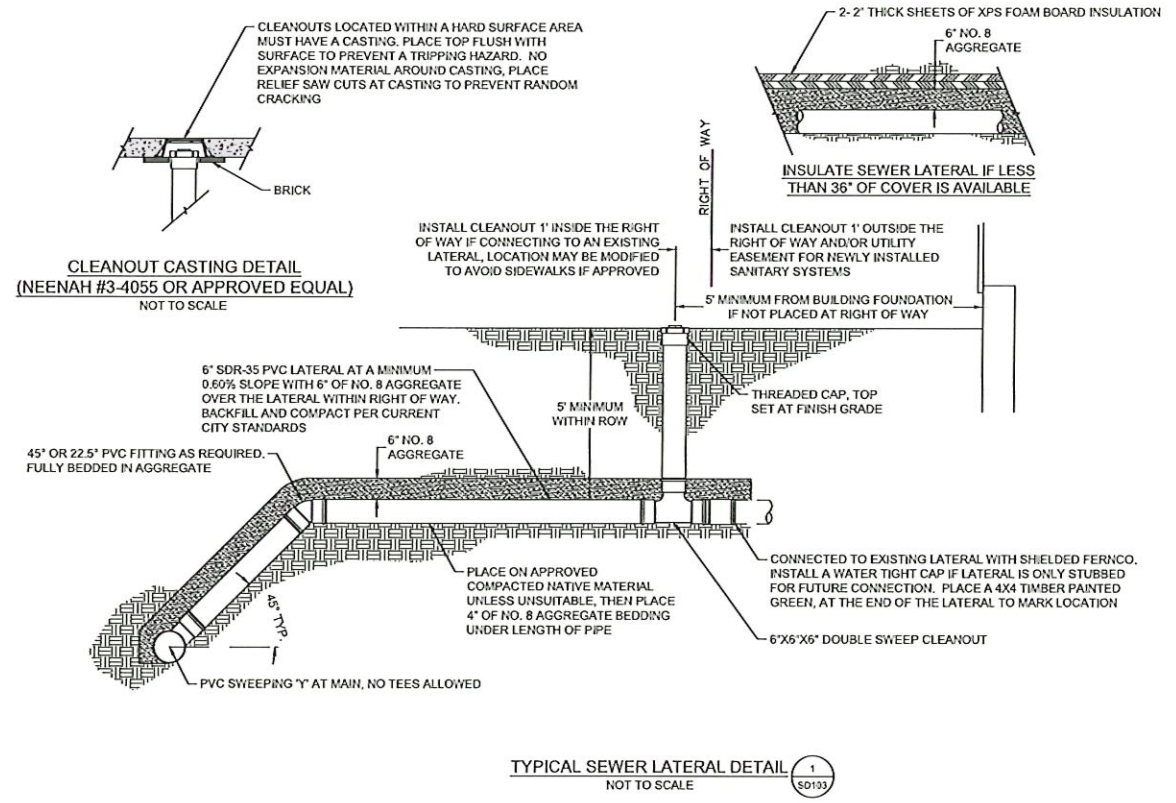 CLEANOUTS LOCATED WITHIN A HARD SURFACE AREA
MUST HAVE A CASTING. PLACE TOP FLUSH WITH
SURFACE TO PREVENT A TRIPPING HAZARD. NO
EXPANSION MATERIAL AROUND CASTING, PLACE
RELIEF SAW CUTS AT CASTING TO PREVENT RANDOM
CRACKING
BRICK
CLEANOUT CASTING DETAIL
(NEENAH #3-4055 OR APPROVED EQUAL)
NOT TO SCALE
2- 2" THICK SHEETS OF XPS FOAM BOARD INSULATION
6" NO. 8
AGGREGATE
INSULATE SEWER LATERAL IF LESS
THAN 36" OF COVER IS AVAILABLE
RIGHT OF WAY
INSTALL CLEANOUT 1' INSIDE THE RIGHT
OF WAY IF CONNECTING TO AN EXISTING
LATERAL, LOCATION MAY BE MODIFIED
TO AVOID SIDEWALKS IF APPROVED
INSTALL CLEANOUT 1' OUTSIDE THE
RIGHT OF WAY AND/OR UTILITY
EASEMENT FOR NEWLY INSTALLED
SANITARY SYSTEMS
5' MINIMUM FROM BUILDING FOUNDATION
IF NOT PLACED AT RIGHT OF WAY
6" SDR-35 PVC LATERAL AT A MINIMUM
0.60% SLOPE WITH 6" OF NO. 8 AGGREGATE
OVER THE LATERAL WITHIN RIGHT OF WAY.
BACKFILL AND COMPACT PER CURRENT
CITY STANDARDS
5' MINIMUM
WITHIN ROW
THREADED CAP, TOP
SET AT FINISH GRADE
6" NO. 8
AGGREGATE
45° OR 22.5° PVC FITTING AS REQUIRED.
FULLY BEDDED IN AGGREGATE
PLACE ON APPROVED
COMPACTED NATIVE MATERIAL
UNLESS UNSUITABLE, THEN PLACE
4" OF NO. 8 AGGREGATE BEDDING
UNDER LENGTH OF PIPE
CONNECTED TO EXISTING LATERAL WITH SHIELDED FERNCO.
INSTALL A WATER TIGHT CAP IF LATERAL IS ONLY STUBBED
FOR FUTURE CONNECTION. PLACE A 4X4 TIMBER PAINTED
GREEN, AT THE END OF THE LATERAL TO MARK LOCATION
45° TYP.
6"X6"X6" DOUBLE SWEEP CLEANOUT
PVC SWEEPING 'Y' AT MAIN, NO TEES ALLOWED
TYPICAL SEWER LATERAL DETAIL
NOT TO SCALE
1
SD103